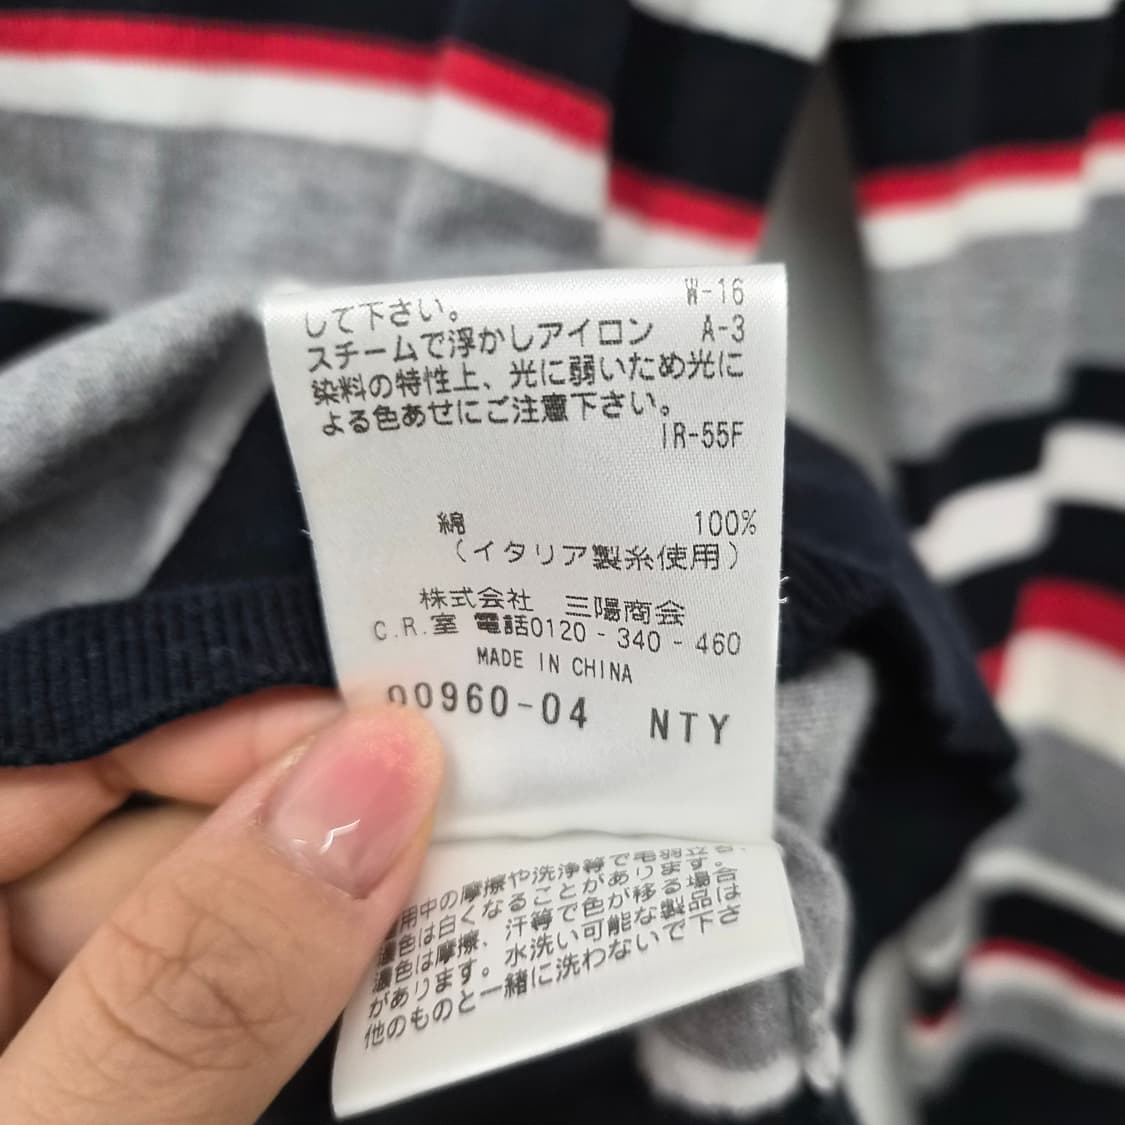 して下さい。 W-16
スチームで浮かしアイロン A-3
染料の特性上、光に弱いため光に
よる色あせにご注意下さい。
IR-55F
綿 100%
(イタリア製糸使用)
株式会社 三陽商会
C.R.室 電話0120-340-460
MADE IN CHINA
00960-04 NTY
用中の摩擦や洗浄等で毛羽立ち、
濃色は白くなることがあります。
濃色は摩擦、汗等で色が移る場合
があります。水洗い可能な製品は
他のものと一緒に洗わないで下さ